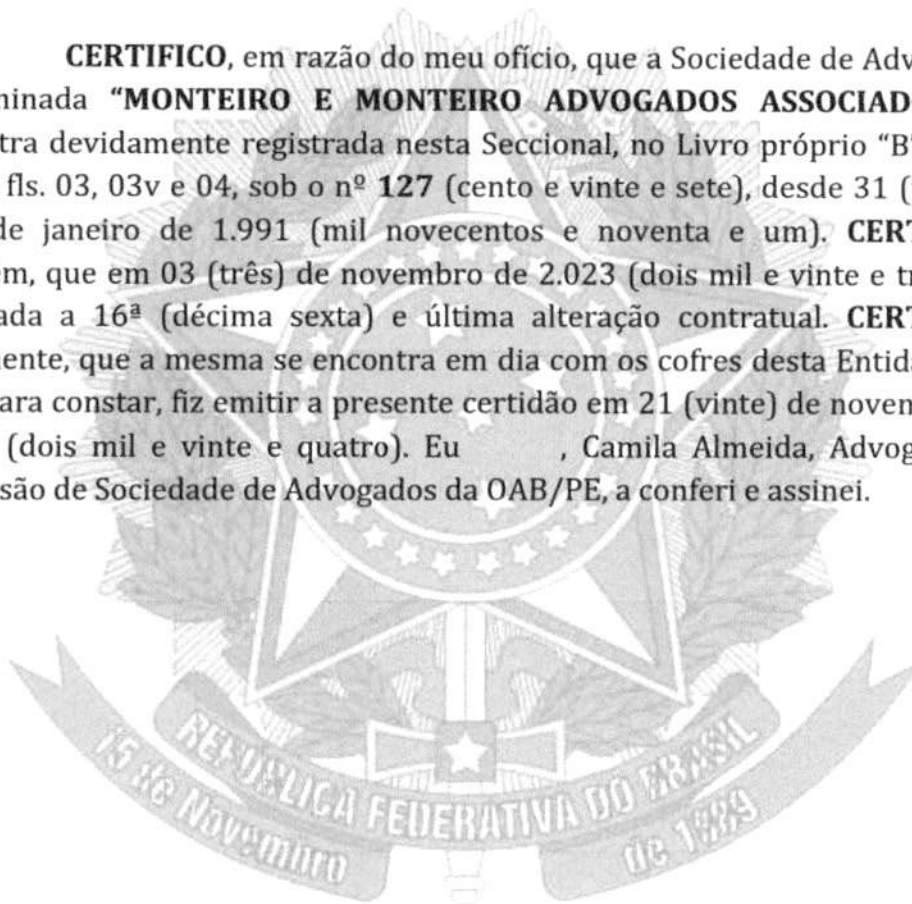 CERTIFICO, em razão do meu ofício, que a Sociedade de Adv
minada "MONTEIRO E MONTEIRO ADVOGADOS ASSOCIAD
tra devidamente registrada nesta Seccional, no Livro próprio "B
fls. 03, 03v e 04, sob o nº 127 (cento e vinte e sete), desde 31 (
de janeiro de 1.991 (mil novecentos e noventa e um). CERT
em, que em 03 (três) de novembro de 2.023 (dois mil e vinte e tr
ada a 16ª (décima sexta) e última alteração contratual. CERT
ente, que a mesma se encontra em dia com os cofres desta Entida
ara constar, fiz emitir a presente certidão em 21 (vinte) de noven
(dois mil e vinte e quatro). Eu , Camila Almeida, Advog
são de Sociedade de Advogados da OAB/PE, a conferi e assinei.
REPÚBLICA FEDERATIVA DO BRASIL
15 de Novembro de 1889